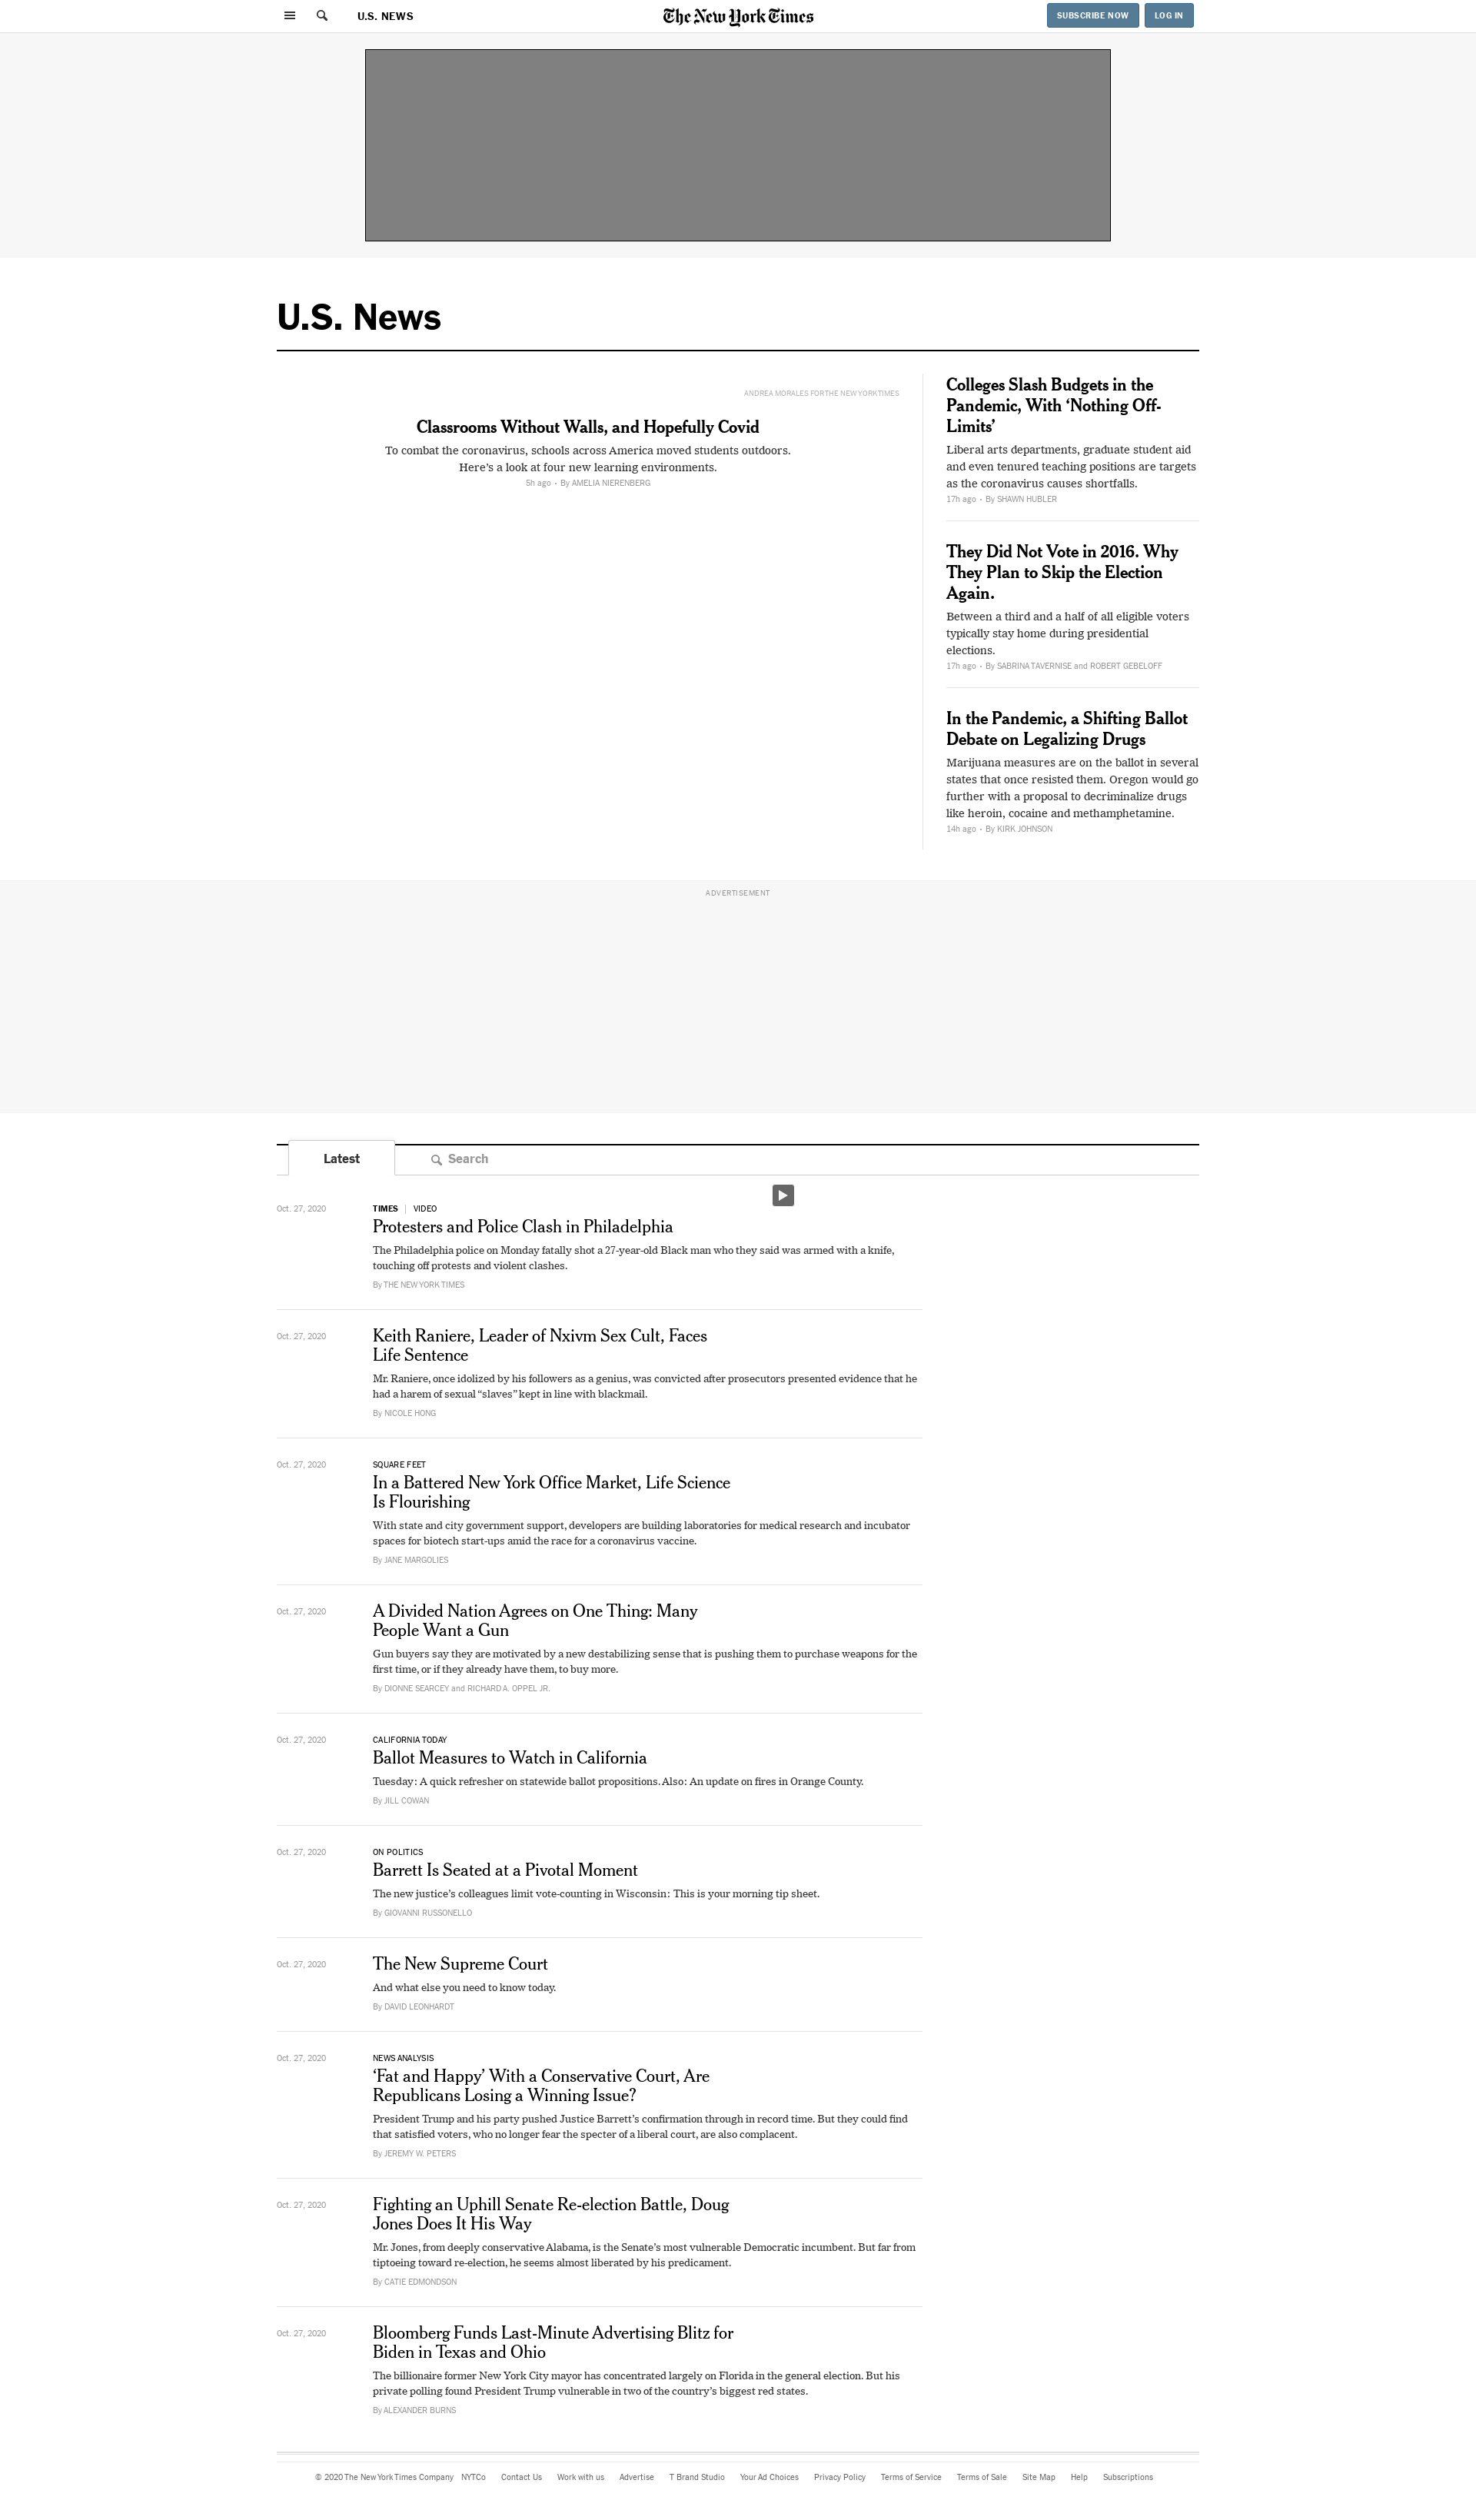 U.S. NEWS
The New York Times
SUBSCRIBE NOW
LOG IN
U.S. News
ANDREA MORALES FOR THE NEW YORK TIMES
Classrooms Without Walls, and Hopefully Covid
To combat the coronavirus, schools across America moved students outdoors.
Here’s a look at four new learning environments.
5h ago • By AMELIA NIERENBERG
Colleges Slash Budgets in the
Pandemic, With ‘Nothing Off-
Limits’
Liberal arts departments, graduate student aid
and even tenured teaching positions are targets
as the coronavirus causes shortfalls.
17h ago • By SHAWN HUBLER
They Did Not Vote in 2016. Why
They Plan to Skip the Election
Again.
Between a third and a half of all eligible voters
typically stay home during presidential
elections.
17h ago • By SABRINA TAVERNISE and ROBERT GEBELOFF
In the Pandemic, a Shifting Ballot
Debate on Legalizing Drugs
Marijuana measures are on the ballot in several
states that once resisted them. Oregon would go
further with a proposal to decriminalize drugs
like heroin, cocaine and methamphetamine.
14h ago • By KIRK JOHNSON
ADVERTISEMENT
Latest
Search
Oct. 27, 2020
TIMES | VIDEO
Protesters and Police Clash in Philadelphia
The Philadelphia police on Monday fatally shot a 27-year-old Black man who they said was armed with a knife,
touching off protests and violent clashes.
By THE NEW YORK TIMES
Oct. 27, 2020
Keith Raniere, Leader of Nxivm Sex Cult, Faces
Life Sentence
Mr. Raniere, once idolized by his followers as a genius, was convicted after prosecutors presented evidence that he
had a harem of sexual “slaves” kept in line with blackmail.
By NICOLE HONG
Oct. 27, 2020
SQUARE FEET
In a Battered New York Office Market, Life Science
Is Flourishing
With state and city government support, developers are building laboratories for medical research and incubator
spaces for biotech start-ups amid the race for a coronavirus vaccine.
By JANE MARGOLIES
Oct. 27, 2020
A Divided Nation Agrees on One Thing: Many
People Want a Gun
Gun buyers say they are motivated by a new destabilizing sense that is pushing them to purchase weapons for the
first time, or if they already have them, to buy more.
By DIONNE SEARCEY and RICHARD A. OPPEL JR.
Oct. 27, 2020
CALIFORNIA TODAY
Ballot Measures to Watch in California
Tuesday: A quick refresher on statewide ballot propositions. Also: An update on fires in Orange County.
By JILL COWAN
Oct. 27, 2020
ON POLITICS
Barrett Is Seated at a Pivotal Moment
The new justice’s colleagues limit vote-counting in Wisconsin: This is your morning tip sheet.
By GIOVANNI RUSSONELLO
Oct. 27, 2020
The New Supreme Court
And what else you need to know today.
By DAVID LEONHARDT
Oct. 27, 2020
NEWS ANALYSIS
‘Fat and Happy’ With a Conservative Court, Are
Republicans Losing a Winning Issue?
President Trump and his party pushed Justice Barrett’s confirmation through in record time. But they could find
that satisfied voters, who no longer fear the specter of a liberal court, are also complacent.
By JEREMY W. PETERS
Oct. 27, 2020
Fighting an Uphill Senate Re-election Battle, Doug
Jones Does It His Way
Mr. Jones, from deeply conservative Alabama, is the Senate’s most vulnerable Democratic incumbent. But far from
tiptoeing toward re-election, he seems almost liberated by his predicament.
By CATIE EDMONDSON
Oct. 27, 2020
Bloomberg Funds Last-Minute Advertising Blitz for
Biden in Texas and Ohio
The billionaire former New York City mayor has concentrated largely on Florida in the general election. But his
private polling found President Trump vulnerable in two of the country’s biggest red states.
By ALEXANDER BURNS
© 2020 The New York Times Company NYTCo Contact Us Work with us Advertise T Brand Studio Your Ad Choices Privacy Policy Terms of Service Terms of Sale Site Map Help Subscriptions